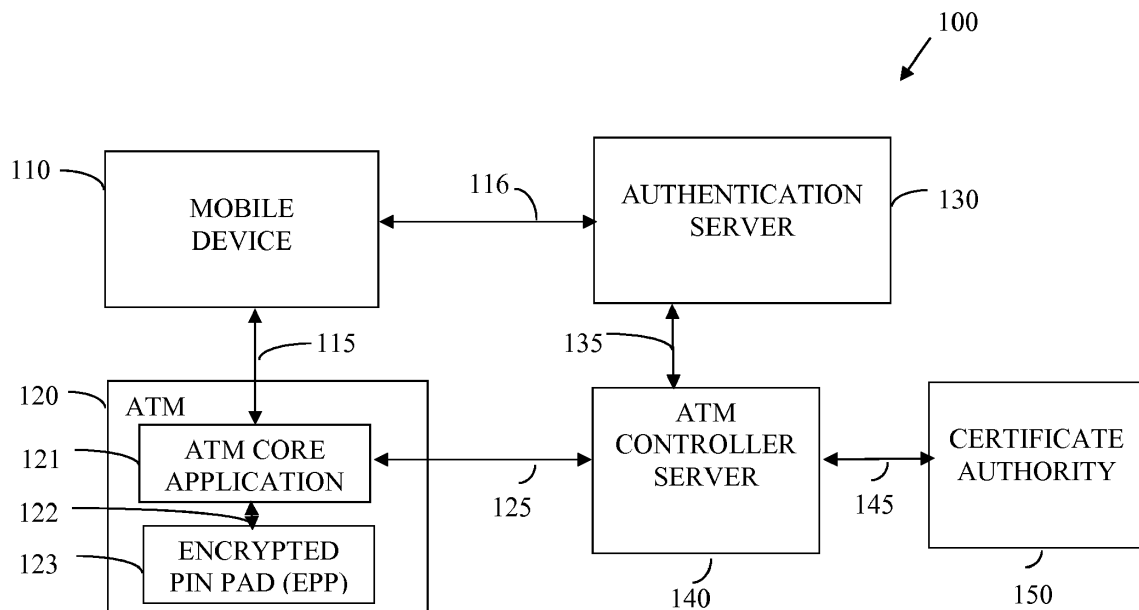 100
110
MOBILE
DEVICE
116
AUTHENTICATION
SERVER
130
115
135
120
ATM
121
ATM CORE
APPLICATION
122
123
ENCRYPTED
PIN PAD (EPP)
125
ATM
CONTROLLER
SERVER
140
145
CERTIFICATE
AUTHORITY
150